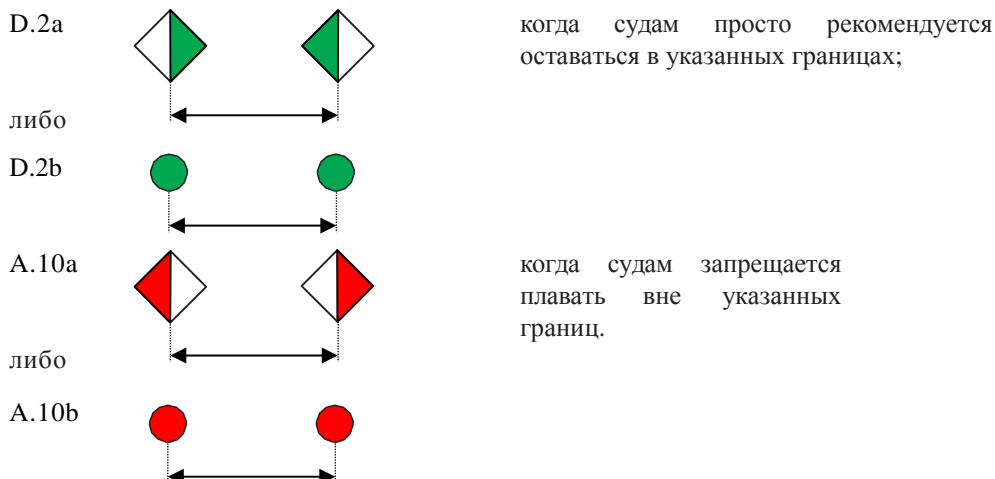 D.2a
когда судам просто рекомендуется
оставаться в указанных границах;
либо
D.2b
A.10a
когда судам запрещается
плавать вне указанных
границ.
либо
A.10b